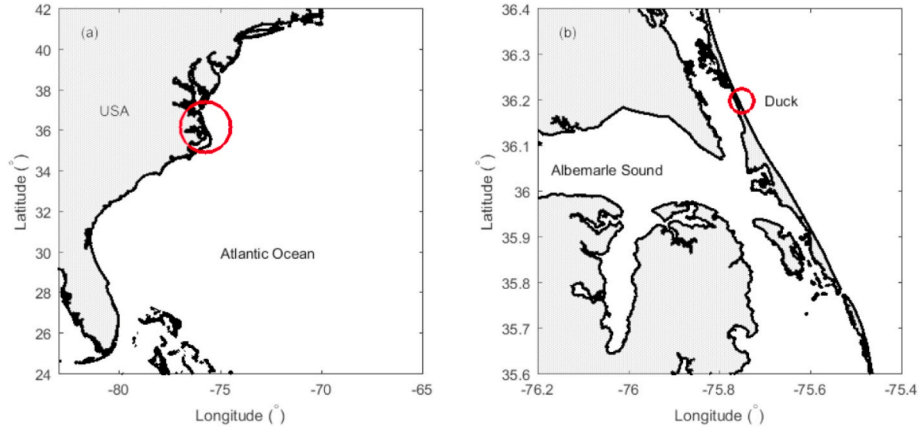 (a)
USA
Atlantic Ocean
42
40
38
36
34
32
30
28
26
24
-80
-75
-70
-65
Latitude (°)
Longitude (°)
(b)
Duck
Albemarle Sound
36.4
36.3
36.2
36.1
36
35.9
35.8
35.7
35.6
-76.2
-76
-75.8
-75.6
-75.4
Latitude (°)
Longitude (°)